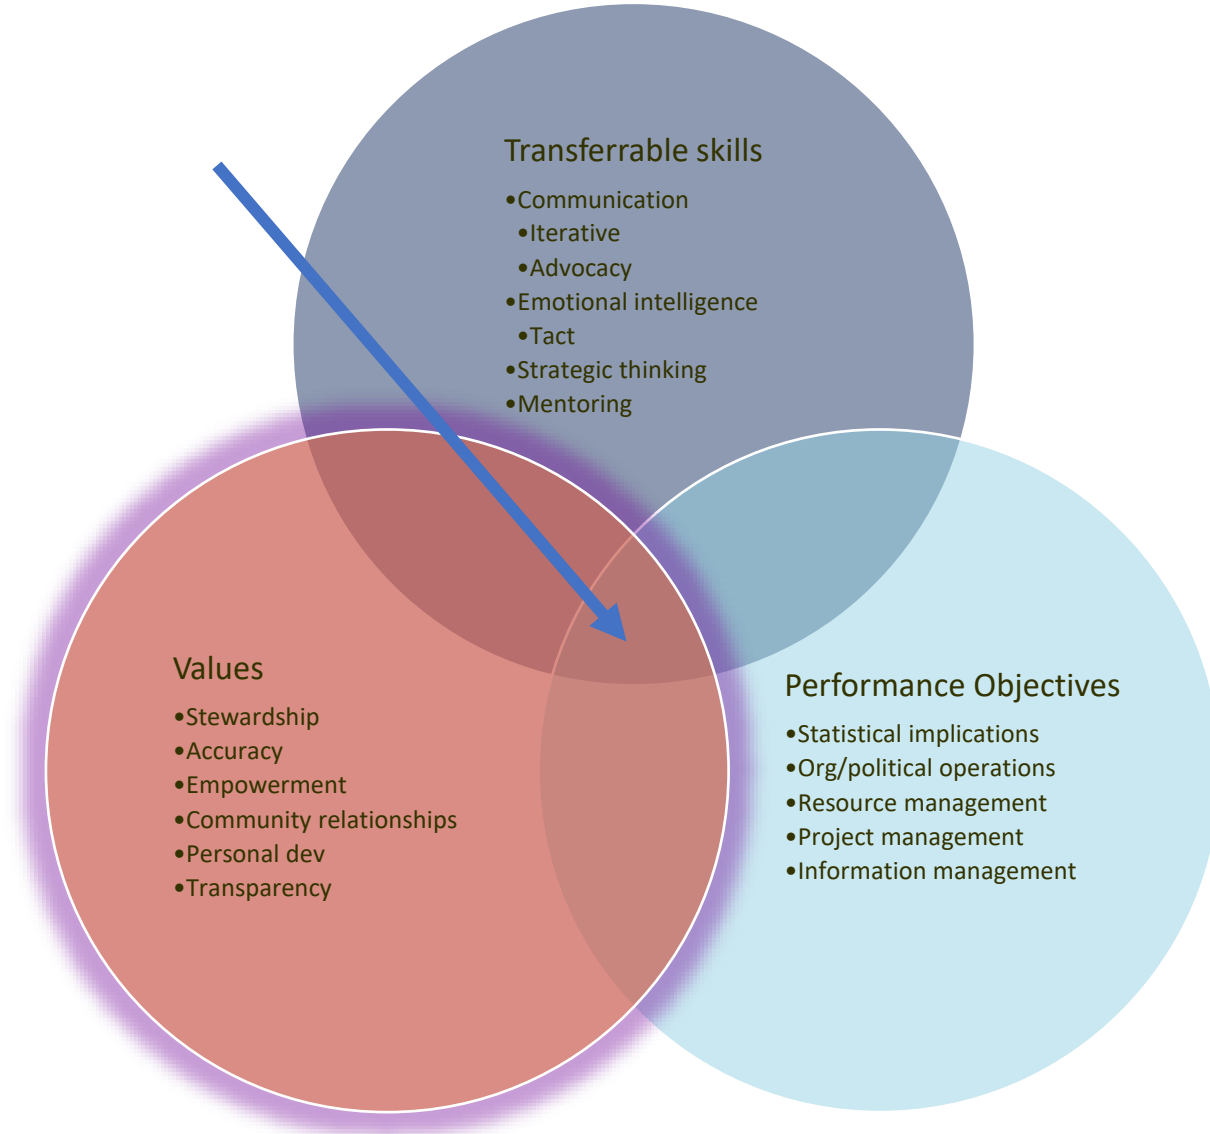 Transferrable skills
•Communication
•Iterative
•Advocacy
•Emotional intelligence
•Tact
•Strategic thinking
•Mentoring
Values
•Stewardship
•Accuracy
•Empowerment
•Community relationships
•Personal dev
•Transparency
Performance Objectives
•Statistical implications
•Org/political operations
•Resource management
•Project management
•Information management